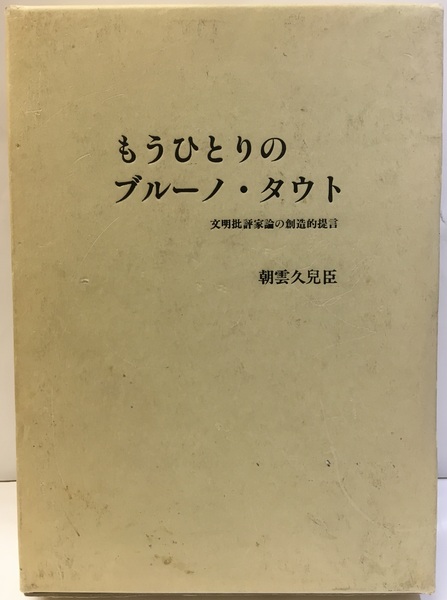 もうひとりの
ブルーノ・タウト
文明批評家論の創造的提言
朝雲久兒臣